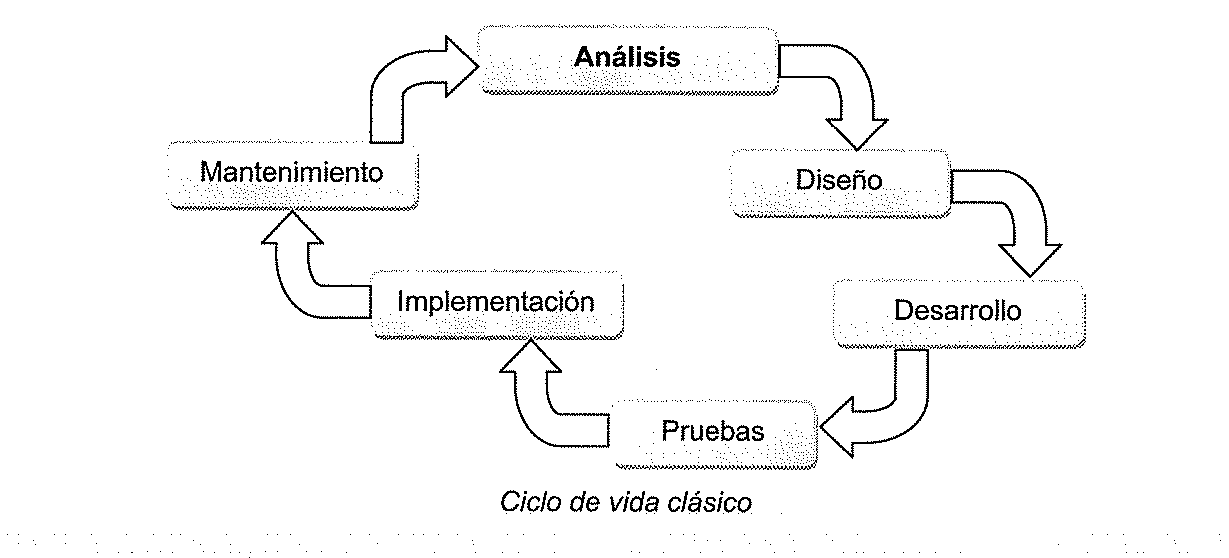 Análisis
Mantenimiento
Diseño
Implementación
Desarrollo
Pruebas
Ciclo de vida clásico